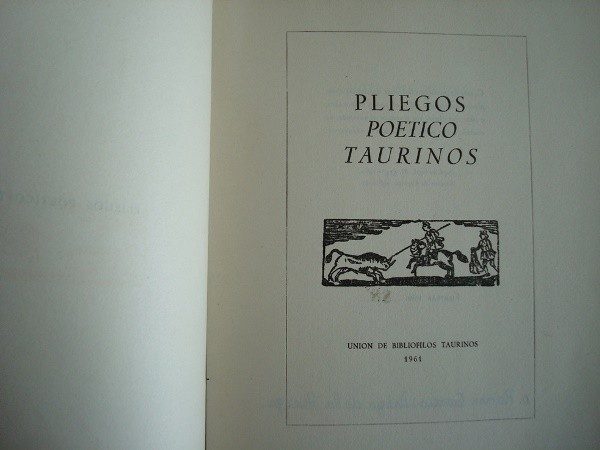 PLIEGOS
POETICO
TAURINOS
UNION DE BIBLIOFILOS TAURINOS
1961